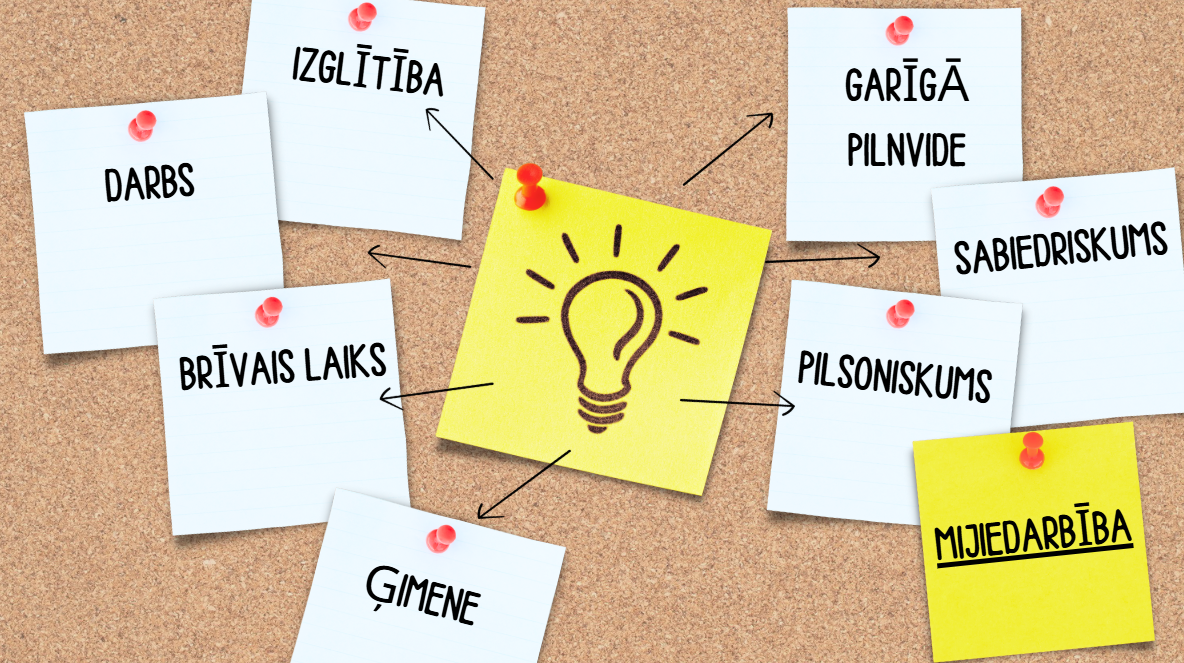 IZGLĪTĪBA
DARBS
BRĪVAIS LAIKS
ĢIMENE
GARĪGĀ
PILNVIDE
SABIEDRISKUMS
PILSONISKUMS
MIJIEDARBĪBA